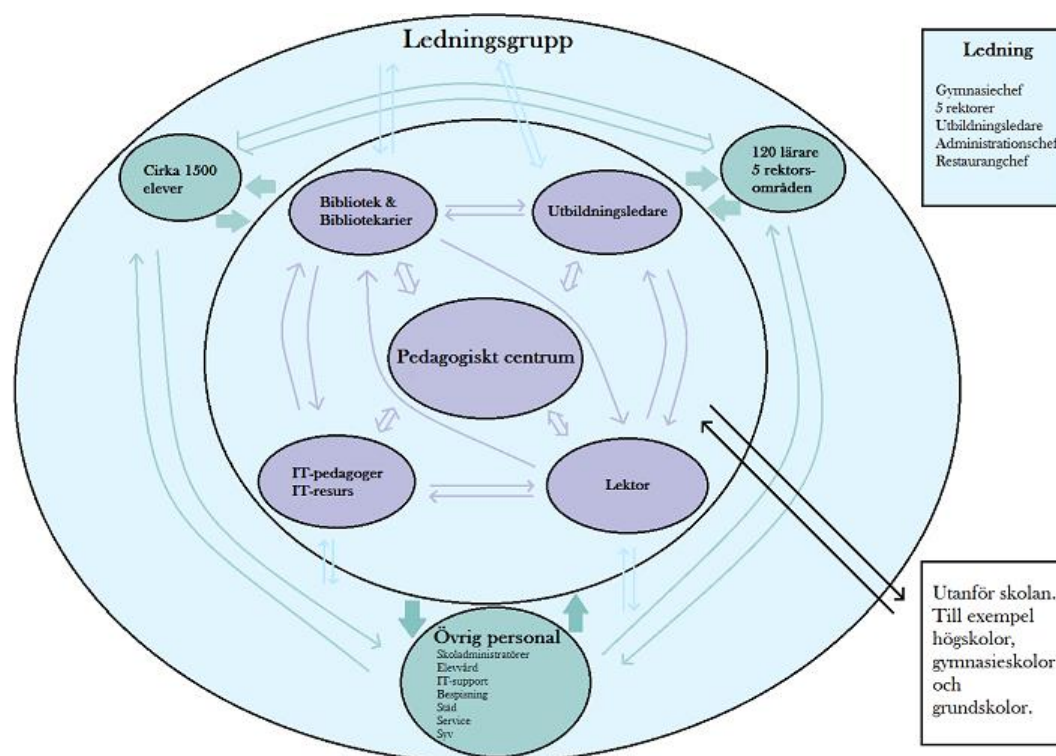 Ledningsgrupp
Ledning
Gymnasiechef
5 rektorer
Utbildningsledare
Administrationschef
Restaurangchef
Cirka 1500
elever
120 lärare
5 rektors-
områden
Bibliotek &
Bibliotekarier
Utbildningsledare
Pedagogiskt centrum
IT-pedagoger
IT-resurs
Lektor
Övrig personal
Skoladministratörer
Elevvård
IT-support
Bespisning
Städ
Service
Syv
Utanför skolan.
Till exempel
högskolor,
gymnasieskolor
och
grundskolor.